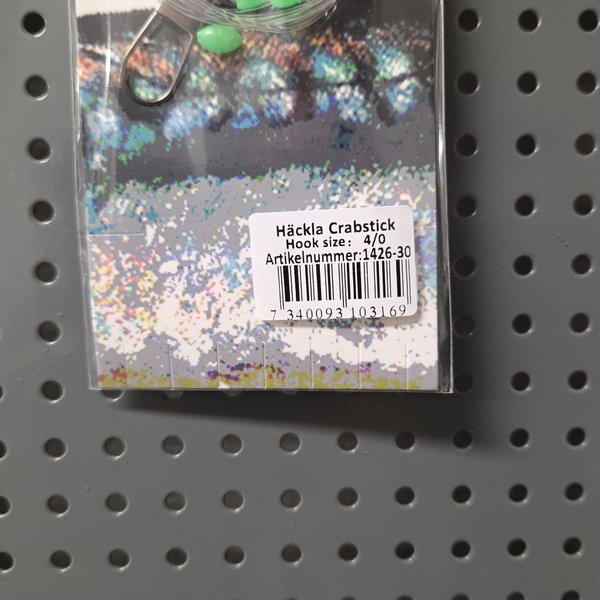 Häckla Crabstick
Hook size: 4/0
Artikelnummer:1426-30
7 340093 103169